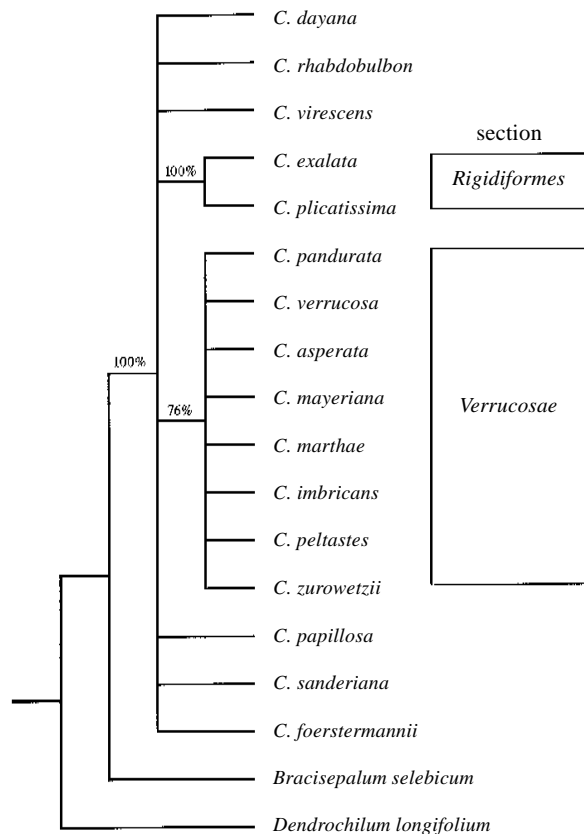 C. dayana
C. rhabdobulbon
C. virescens
section
C. exalata
100%
Rigidiformes
C. plicatissima
C. pandurata
C. verrucosa
C. asperata
100%
C. mayeriana
76%
Verrucosae
C. marthae
C. imbricans
C. peltastes
C. zurowetzii
C. papillosa
C. sanderiana
C. foerstermannii
Bracisepalum selebicum
Dendrochilum longifolium